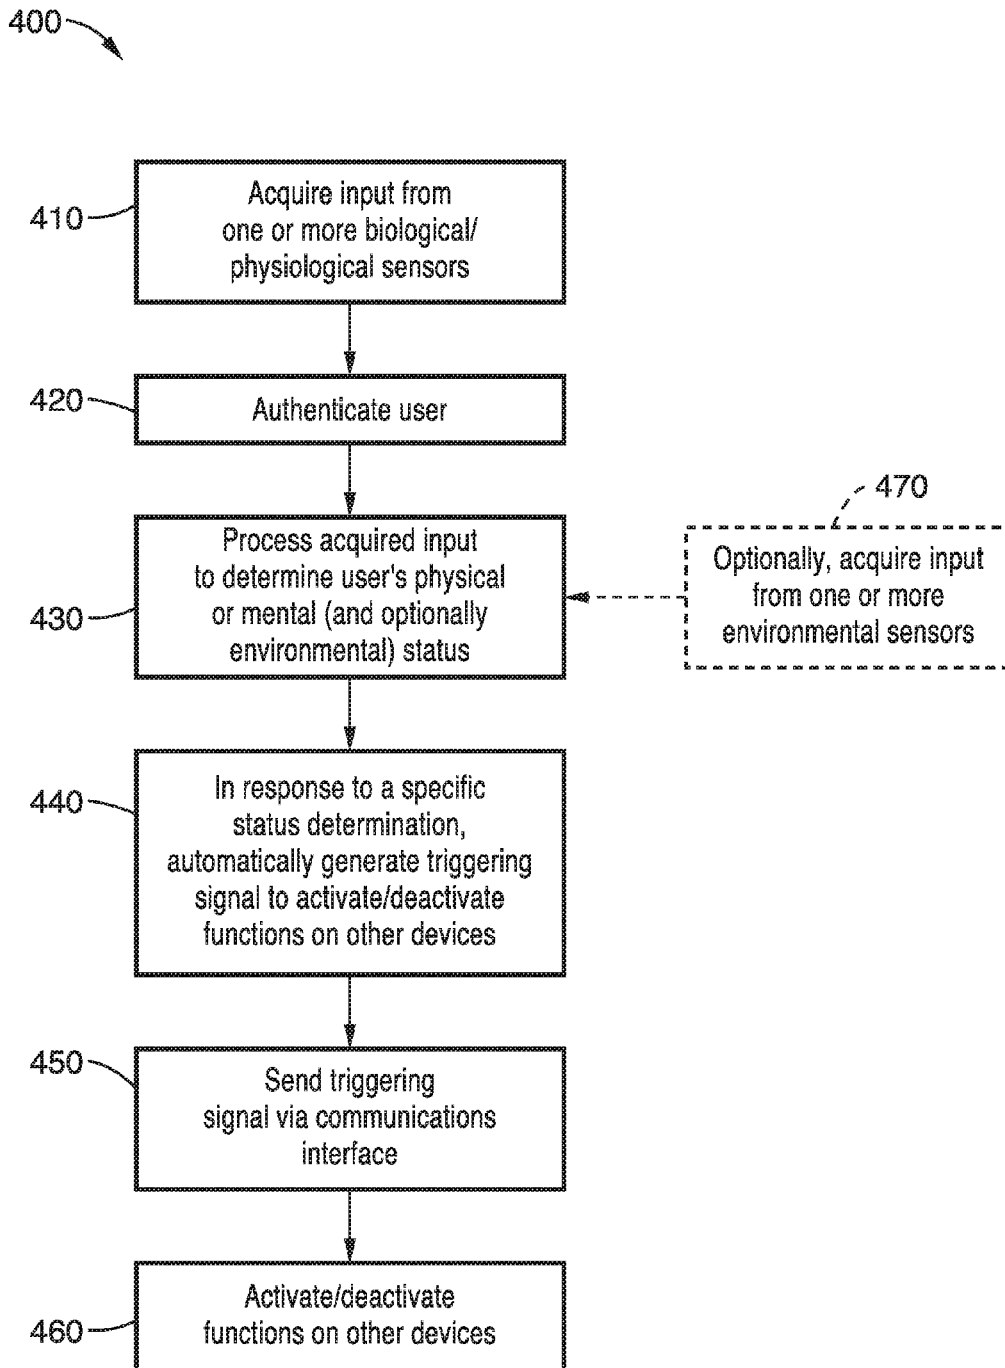 400
410
Acquire input from
one or more biological/
physiological sensors
420
Authenticate user
430
Process acquired input
to determine user's physical
or mental (and optionally
environmental) status
470
Optionally, acquire input
from one or more
environmental sensors
440
In response to a specific
status determination,
automatically generate triggering
signal to activate/deactivate
functions on other devices
450
Send triggering
signal via communications
interface
460
Activate/deactivate
functions on other devices